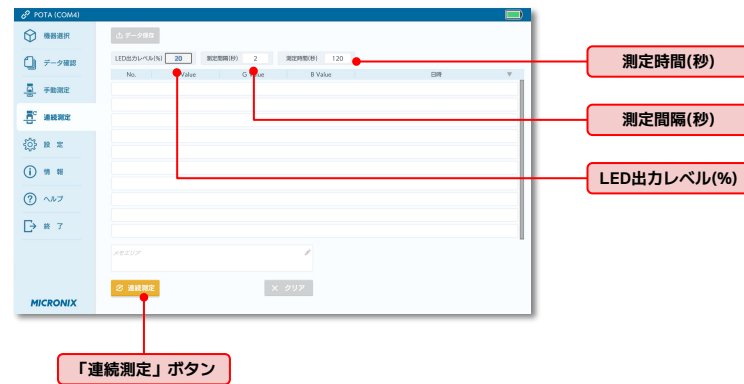 POTA (COM4)
機器選択
データ保存
データ確認
LED出力レベル(%) 20 測定間隔(秒) 2 測定時間(秒) 120
No. Value G Value B Value 日時
手動測定
連続測定
設 定
情 報
ヘルプ
終 了
メモエリア
連続測定 クリア
MICRONIX
測定時間(秒)
測定間隔(秒)
LED出力レベル(%)
「連続測定」ボタン